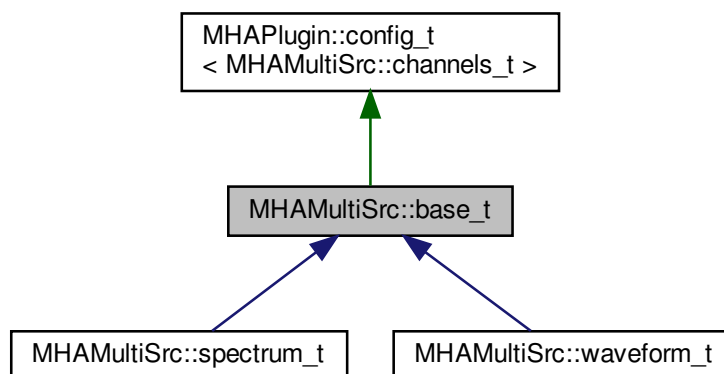 MHAPlugin::config_t
< MHAMultiSrc::channels_t >
MHAMultiSrc::base_t
MHAMultiSrc::spectrum_t
MHAMultiSrc::waveform_t